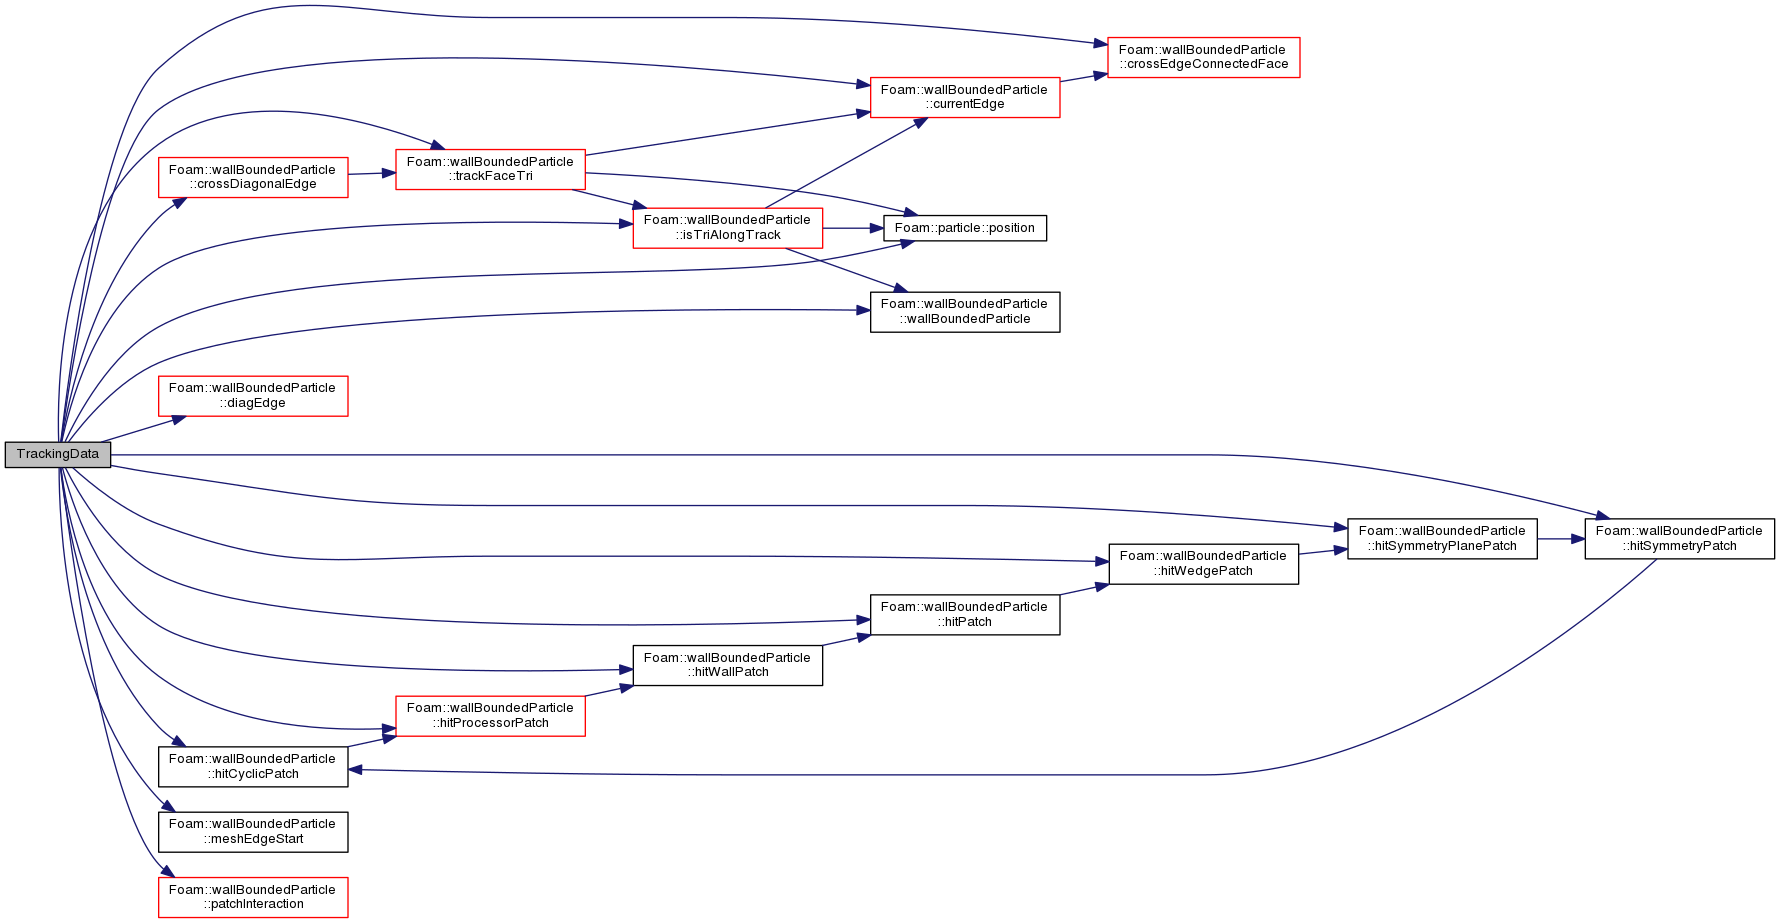 Foam::wallBoundedParticle
::crossEdgeConnectedFace
Foam::wallBoundedParticle
::currentEdge
Foam::wallBoundedParticle
::trackFaceTri
Foam::wallBoundedParticle
::crossDiagonalEdge
Foam::wallBoundedParticle
::isTriAlongTrack
Foam::particle::position
Foam::wallBoundedParticle
::wallBoundedParticle
Foam::wallBoundedParticle
::diagEdge
TrackingData
Foam::wallBoundedParticle
::hitSymmetryPlanePatch
Foam::wallBoundedParticle
::hitSymmetryPatch
Foam::wallBoundedParticle
::hitWedgePatch
Foam::wallBoundedParticle
::hitPatch
Foam::wallBoundedParticle
::hitWallPatch
Foam::wallBoundedParticle
::hitProcessorPatch
Foam::wallBoundedParticle
::hitCyclicPatch
Foam::wallBoundedParticle
::meshEdgeStart
Foam::wallBoundedParticle
::patchInteraction